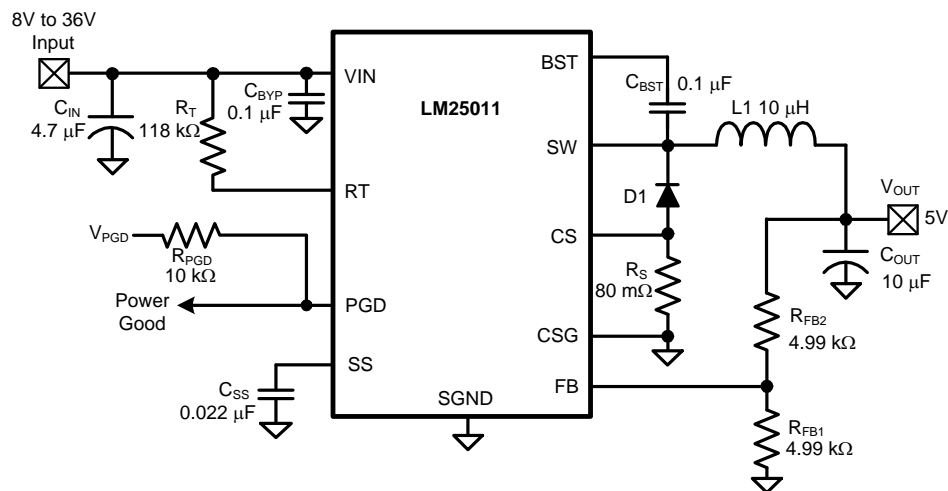 8V to 36V
Input
VIN
BST
C_BST 0.1 µF
LM25011
C_IN
4.7 µF
R_T
118 kΩ
C_BYP
0.1 µF
L1 10 µH
SW
RT
D1
V_OUT
5V
CS
V_PGD
R_PGD
10 kΩ
R_S
80 mΩ
C_OUT
10 µF
Power
Good
PGD
CSG
R_FB2
4.99 kΩ
SS
C_SS
0.022 µF
SGND
FB
R_FB1
4.99 kΩ